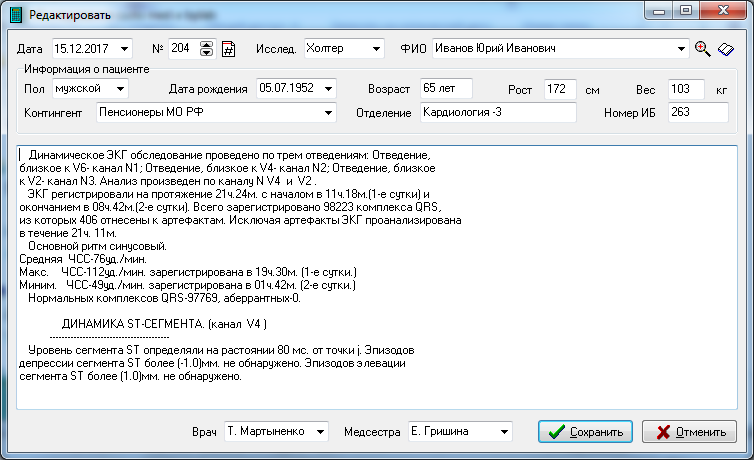 Редактировать
Дата 15.12.2017 № 204 # Исслед. Холтер ФИО Иванов Юрий Иванович
Информация о пациенте
Пол мужской Дата рождения 05.07.1952 Возраст 65 лет Рост 172 см Вес 103 кг
Контингент Пенсионеры МО РФ Отделение Кардиология -3 Номер ИБ 263
Динамическое ЭКГ обследование проведено по трем отведениям: Отведение,
близкое к V6- канал N1; Отведение, близкое к V4- канал N2; Отведение, близкое
к V2- канал N3. Анализ произведен по каналу N V4 и V2 .
ЭКГ регистрировали на протяжение 21ч.24м. с началом в 11ч.18м.(1-е сутки) и
окончанием в 08ч.42м.(2-е сутки). Всего зарегистрировано 98223 комплекса QRS,
из которых 406 отнесены к артефактам. Исключая артефакты ЭКГ проанализирована
в течение 21ч. 11м.
Основной ритм синусовый.
Средняя ЧСС-76уд./мин.
Макс. ЧСС-112уд./мин. зарегистрирована в 19ч.30м. (1-е сутки.)
Миним. ЧСС-49уд./мин. зарегистрирована в 01ч.42м. (2-е сутки.)
Нормальных комплексов QRS-97769, аберрантных-0.
ДИНАМИКА ST-СЕГМЕНТА. (канал V4 )
----------------------------------------
Уровень сегмента ST определяли на растоянии 80 мс. от точки j. Эпизодов
депрессии сегмента ST более (-1.0)мм. не обнаружено. Эпизодов элевации
сегмента ST более (1.0)мм. не обнаружено.
Врач Т. Мартыненко Медсестра Е. Гришина Сохранить Отменить